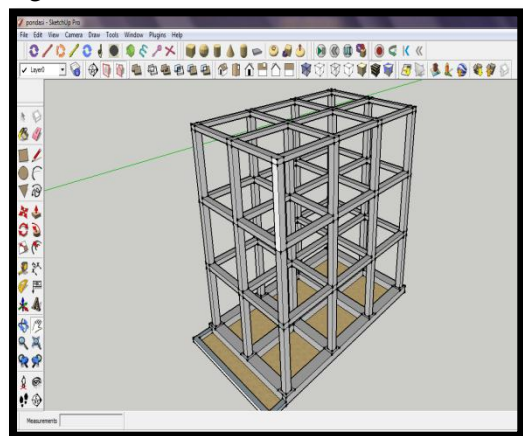 pondasi - SketchUp Pro
File Edit View Camera Draw Tools Window Plugins Help
Layer0
Measurements